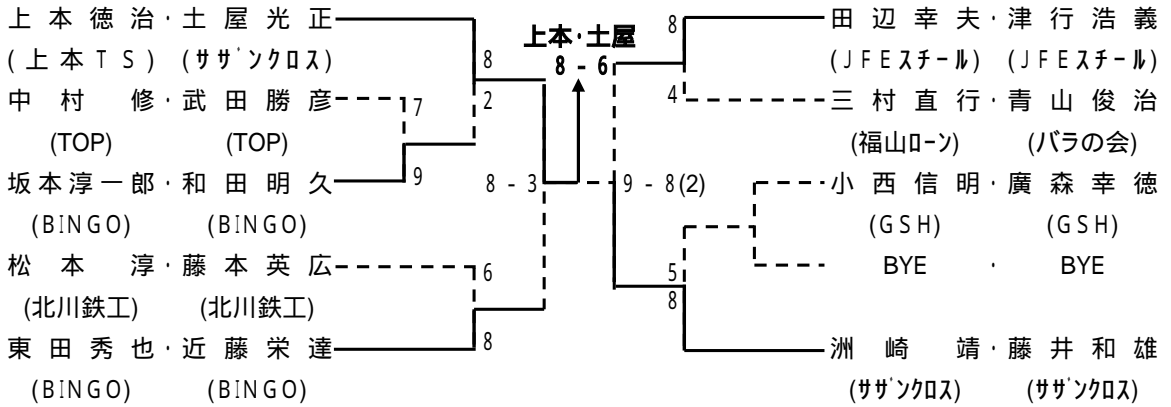 上本徳治・土屋光正
(上本TS) (ササﾞンクロス)
中村 修・武田勝彦
(TOP) (TOP)
坂本淳一郎・和田明久
(BINGO) (BINGO)
松本 淳・藤本英広
(北川鉄工) (北川鉄工)
東田秀也・近藤栄達
(BINGO) (BINGO)
8
2
7
9
6
8
8-3
上本・土屋
8-6
9-8(2)
8
4
5
8
田辺幸夫・津行浩義
(JFEスチール) (JFEスチール)
三村直行・青山俊治
(福山ローン) (バラの会)
小西信明・廣森幸徳
(GSH) (GSH)
BYE ・ BYE
洲崎 靖・藤井和雄
(ササﾞンクロス) (ササﾞンクロス)